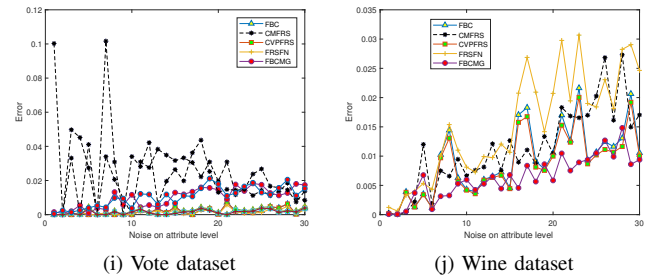 0.12
0.1
0.08
0.06
0.04
0.02
0
Error
0 10 20 30
Noise on attribute level
FBC
CMFRS
CVPFRS
FRSFN
FBCMG
(i) Vote dataset
0.035
0.03
0.025
0.02
0.015
0.01
0.005
0
Error
0 10 20 30
Noise on attribute level
FBC
CMFRS
CVPFRS
FRSFN
FBCMG
(j) Wine dataset